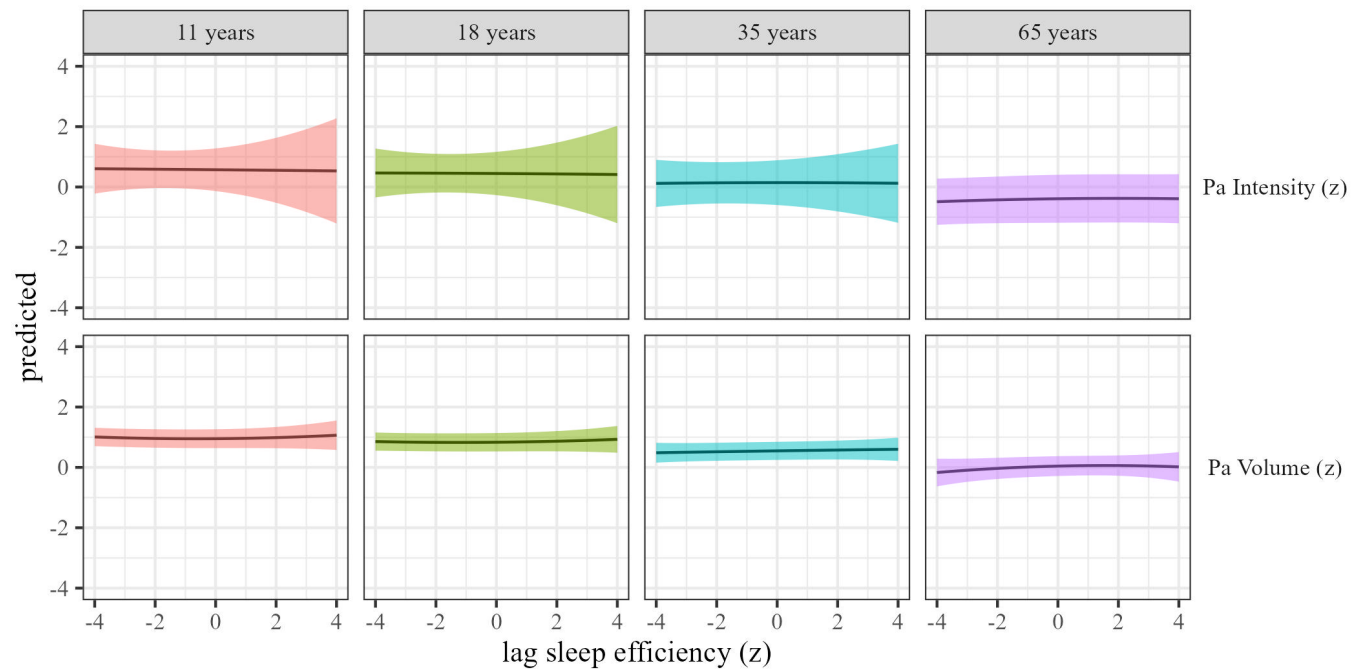 11 years
18 years
35 years
65 years
4
2
0
-2
-4
Pa Intensity (z)
predicted
4
2
0
-2
-4
Pa Volume (z)
-4 -2 0 2 4
-4 -2 0 2 4
-4 -2 0 2 4
-4 -2 0 2 4
lag sleep efficiency (z)